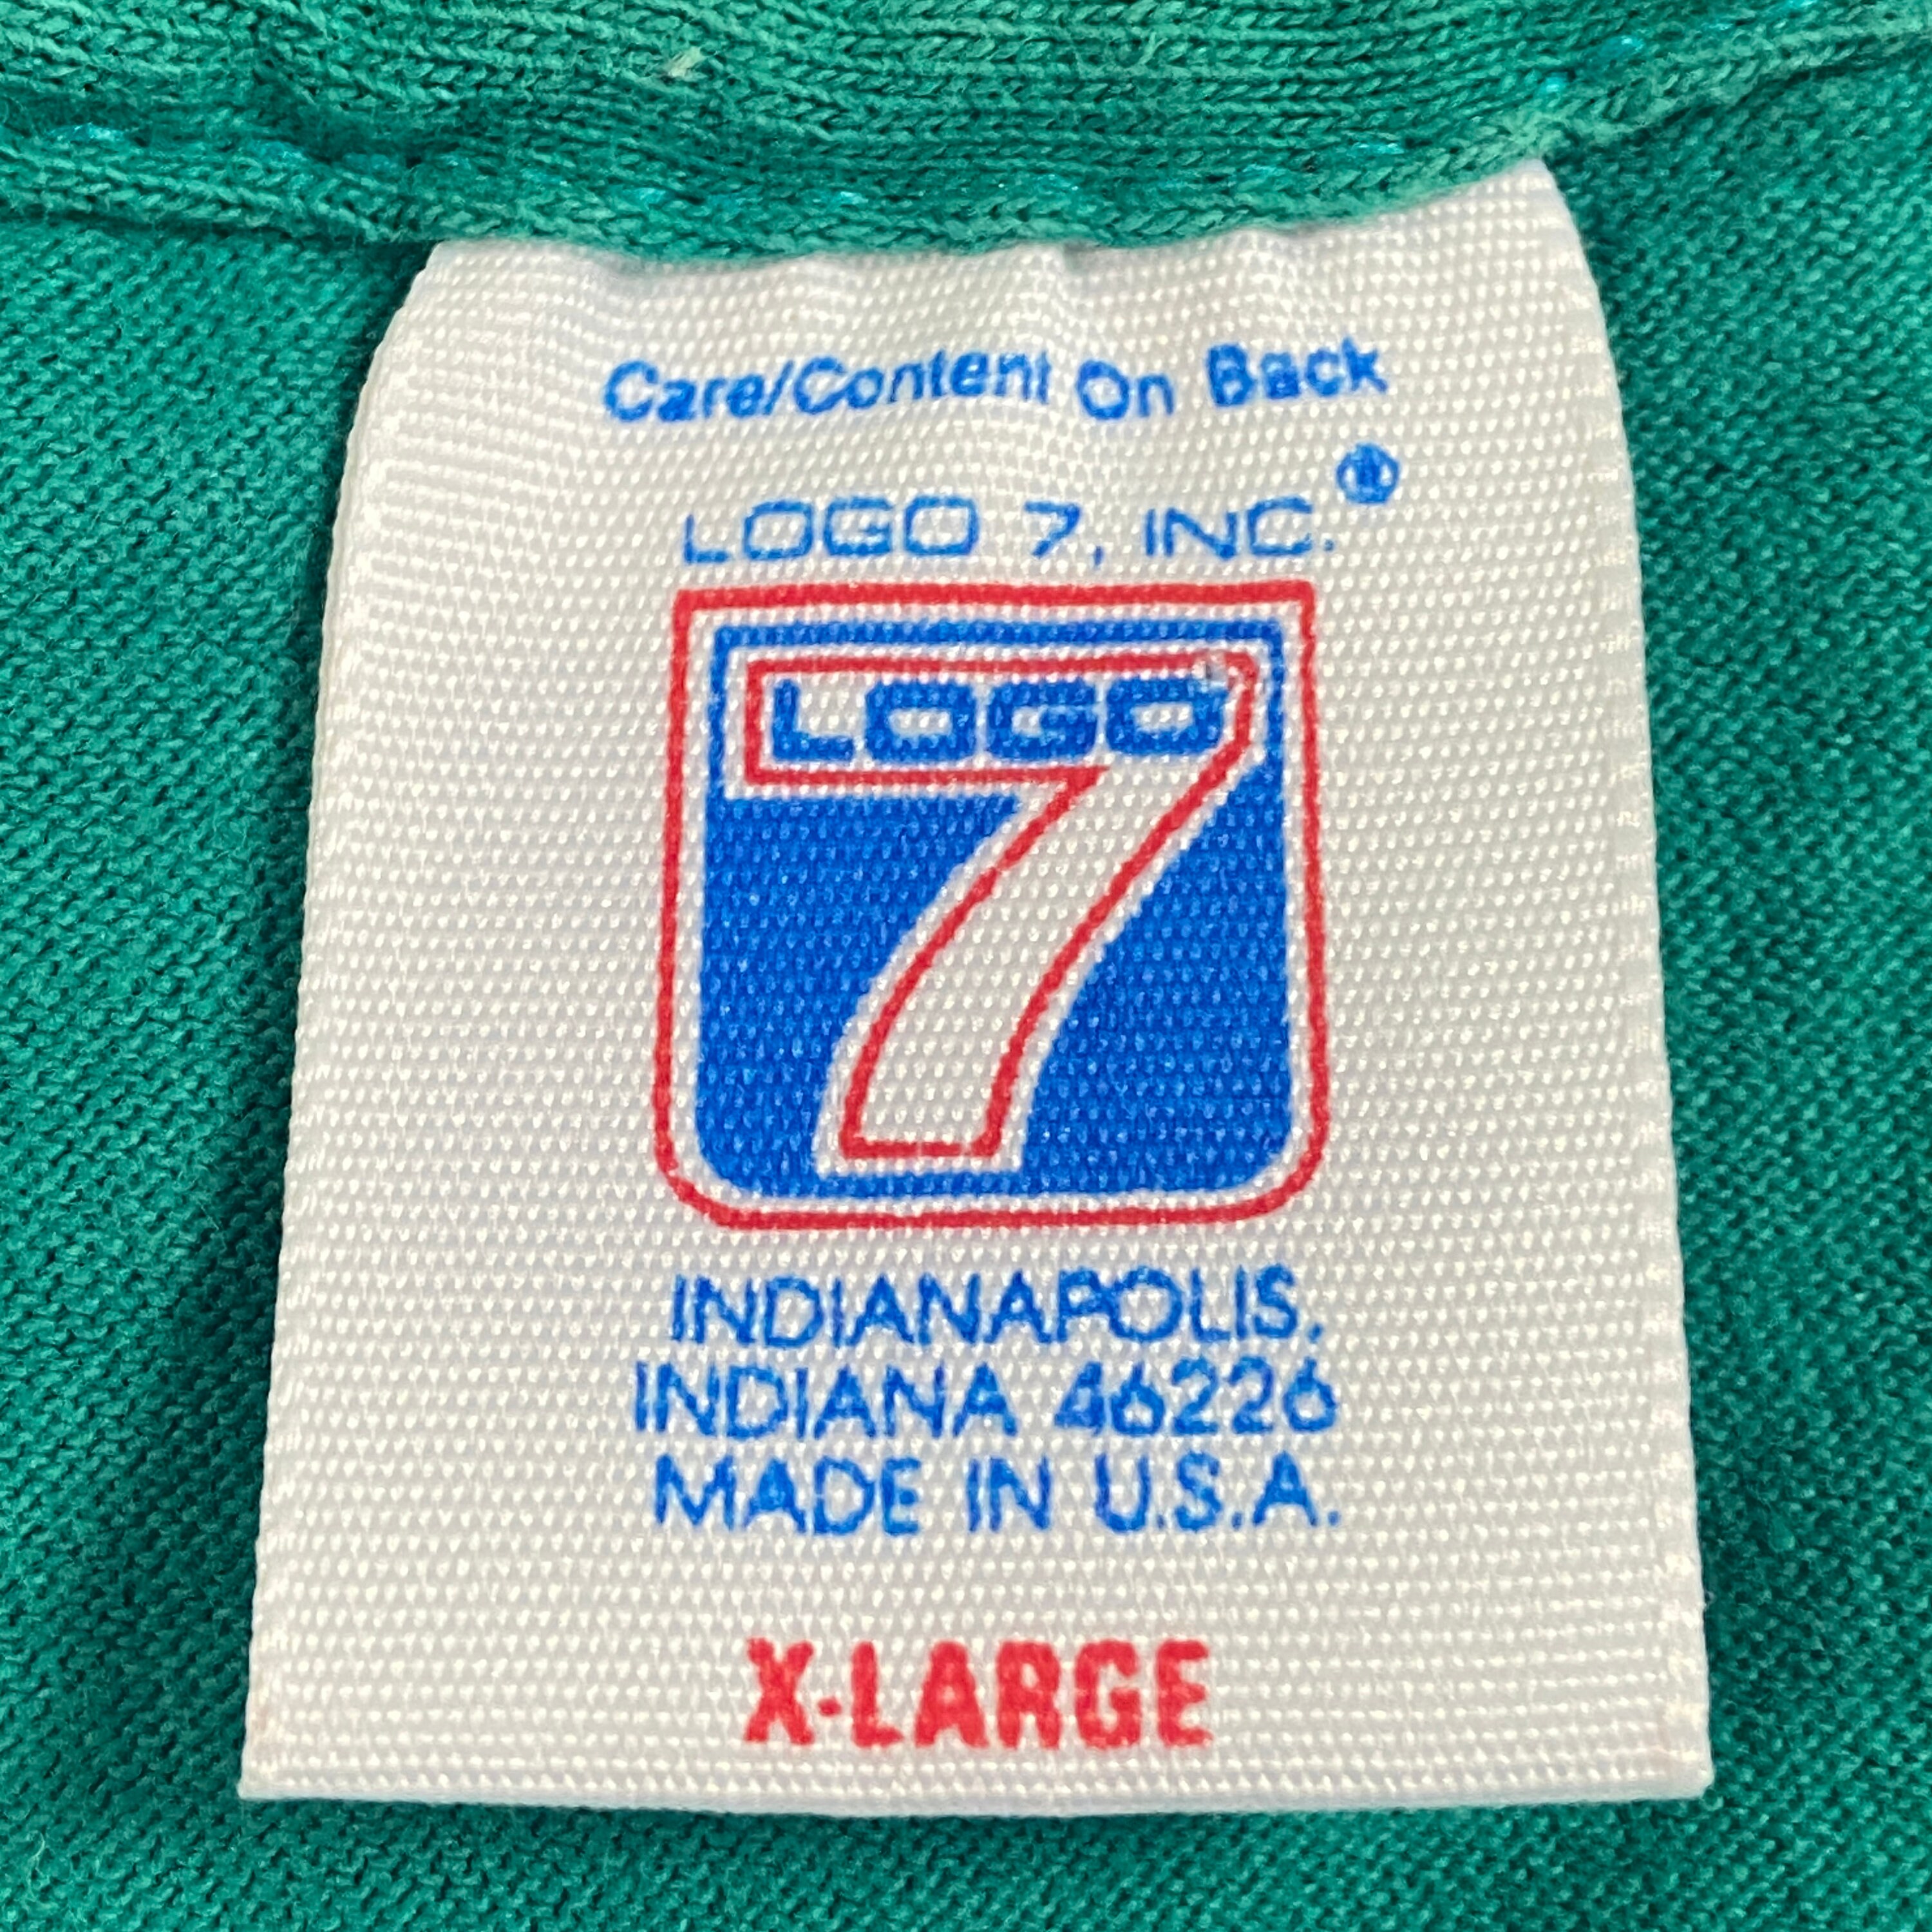 Care/Content On Back
LOGO 7, INC.®
LOGO
7
INDIANAPOLIS,
INDIANA 46226
MADE IN U.S.A.
X-LARGE